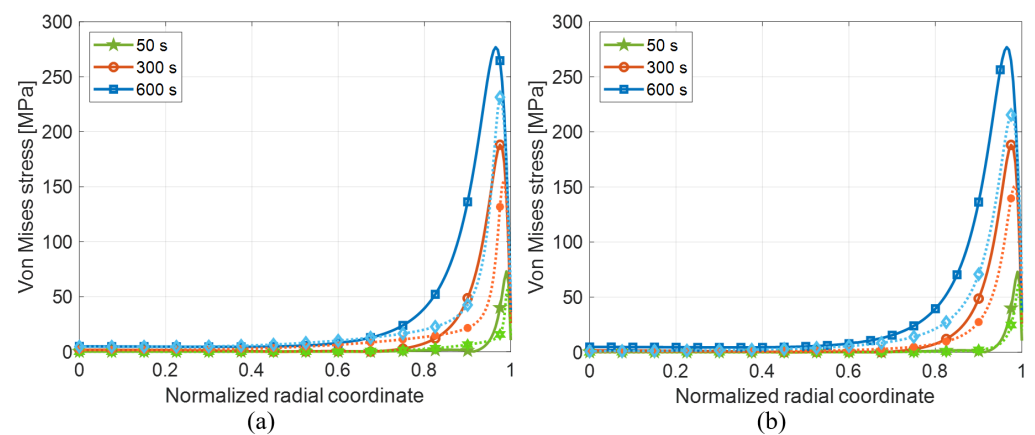 300
250
200
150
100
50
0
Von Mises stress [MPa]
50 s
300 s
600 s
0
0.2
0.4
0.6
0.8
1
Normalized radial coordinate
(a)
300
250
200
150
100
50
0
Von Mises stress [MPa]
50 s
300 s
600 s
0
0.2
0.4
0.6
0.8
1
Normalized radial coordinate
(b)